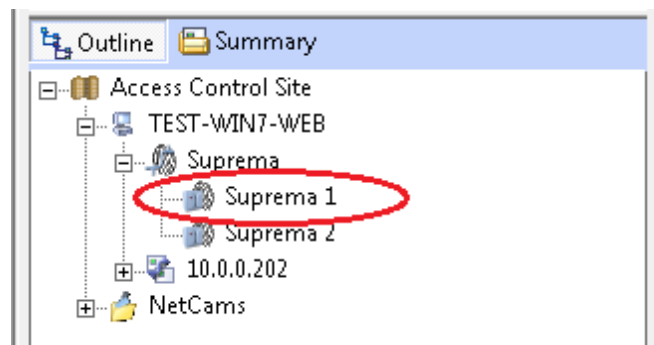 Outline Summary
Access Control Site
TEST-WIN7-WEB
Suprema
Suprema 1
Suprema 2
10.0.0.202
NetCams